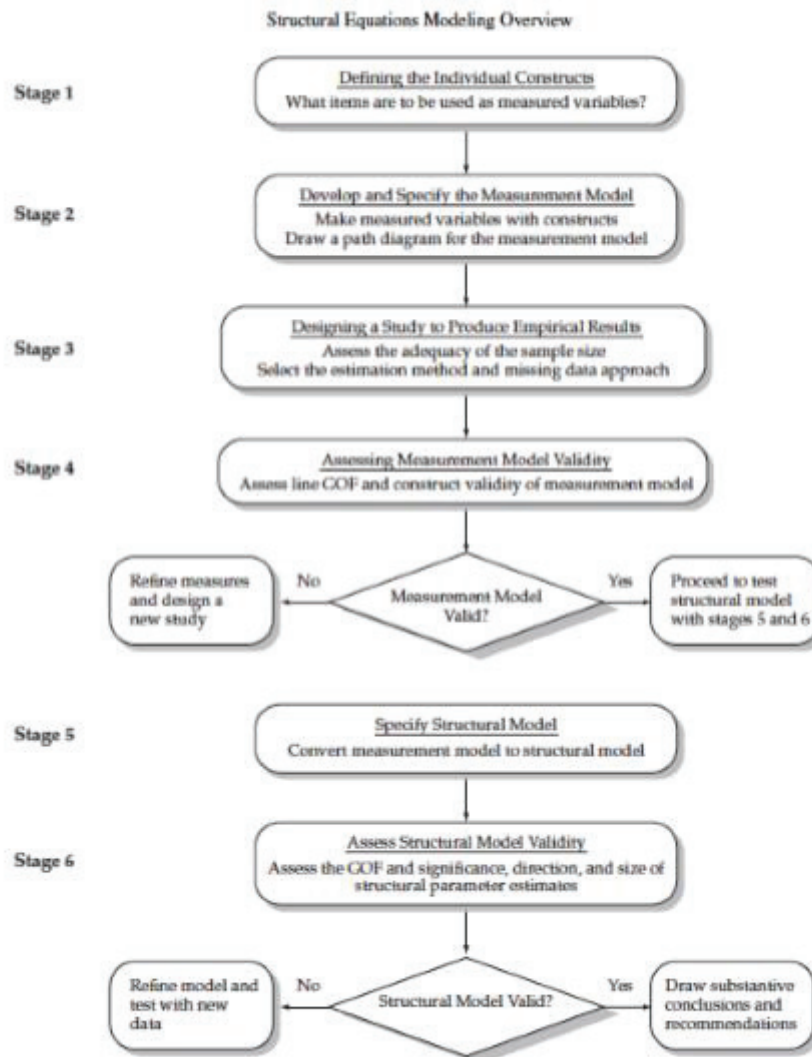 Structural Equations Modeling Overview
Stage 1
Defining the Individual Constructs
What items are to be used as measured variables?
Stage 2
Develop and Specify the Measurement Model
Make measured variables with constructs
Draw a path diagram for the measurement model
Stage 3
Designing a Study to Produce Empirical Results
Assess the adequacy of the sample size
Select the estimation method and missing data approach
Stage 4
Assessing Measurement Model Validity
Assess line GOF and construct validity of measurement model
Refine measures
and design a
new study
No
Measurement Model
Valid?
Yes
Proceed to test
structural model
with stages 5 and 6
Stage 5
Specify Structural Model
Convert measurement model to structural model
Stage 6
Assess Structural Model Validity
Assess the GOF and significance, direction, and size of
structural parameter estimates
Refine model and
test with new
data
No
Structural Model Valid?
Yes
Draw substantive
conclusions and
recommendations